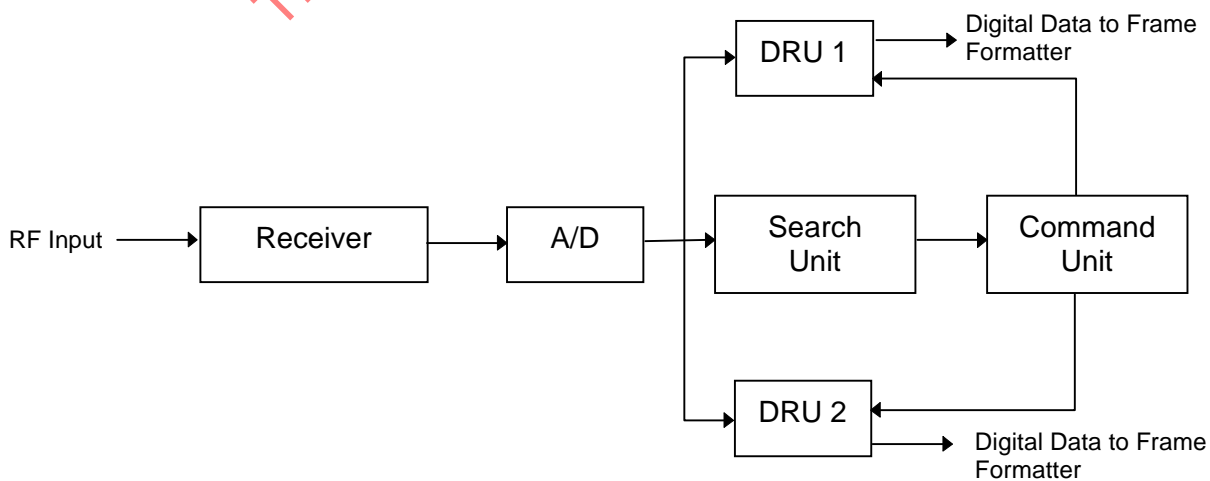 Digital Data to Frame
Formatter
DRU 1
RF Input
Receiver
A/D
Search
Unit
Command
Unit
DRU 2
Digital Data to Frame
Formatter